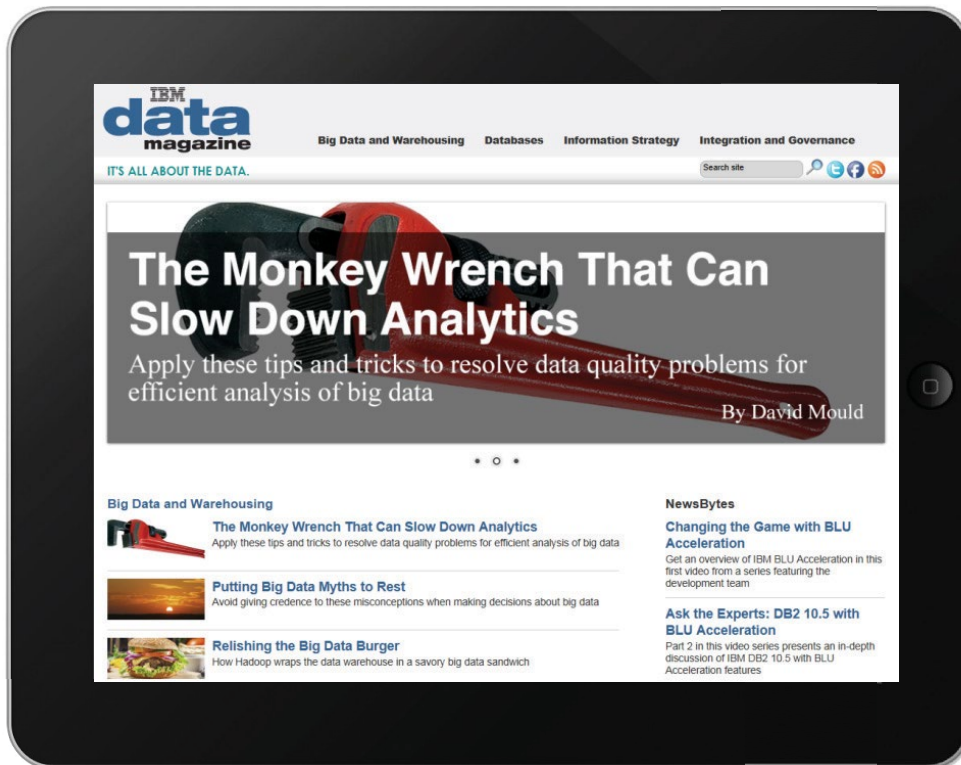 IBM
data
magazine
Big Data and Warehousing Databases Information Strategy Integration and Governance
IT'S ALL ABOUT THE DATA.
Search site
The Monkey Wrench That Can
Slow Down Analytics
Apply these tips and tricks to resolve data quality problems for
efficient analysis of big data
By David Mould
Big Data and Warehousing
The Monkey Wrench That Can Slow Down Analytics
Apply these tips and tricks to resolve data quality problems for efficient analysis of big data
Putting Big Data Myths to Rest
Avoid giving credence to these misconceptions when making decisions about big data
Relishing the Big Data Burger
How Hadoop wraps the data warehouse in a savory big data sandwich
NewsBytes
Changing the Game with BLU
Acceleration
Get an overview of IBM BLU Acceleration in this
first video from a series featuring the
development team
Ask the Experts: DB2 10.5 with
BLU Acceleration
Part 2 in this video series presents an in-depth
discussion of IBM DB2 10.5 with BLU
Acceleration features